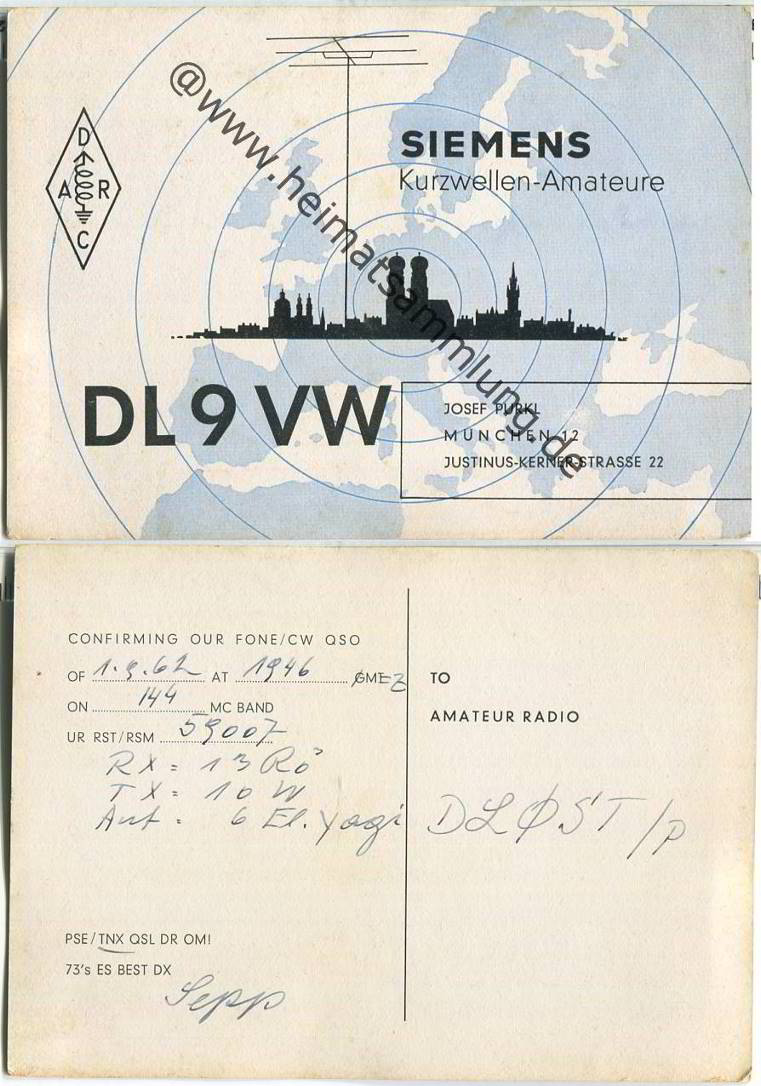 D
A R
C
@www.heimatsammlung.de
SIEMENS
Kurzwellen-Amateure
DL9VW
JOSEF PURKL
MÜNCHEN 12
JUSTINUS-KERNER-STRASSE 22
CONFIRMING OUR FONE/CW QSO
OF 1.9.62 AT 1946 GMEZ
ON 144 MC BAND
UR RST/RSM 59007
RX = 13 Rö
TX = 10 W
Ant = 6 El. Yagi
PSE/TNX QSL DR OM!
73's ES BEST DX
Sepp
TO
AMATEUR RADIO
DLØST/p